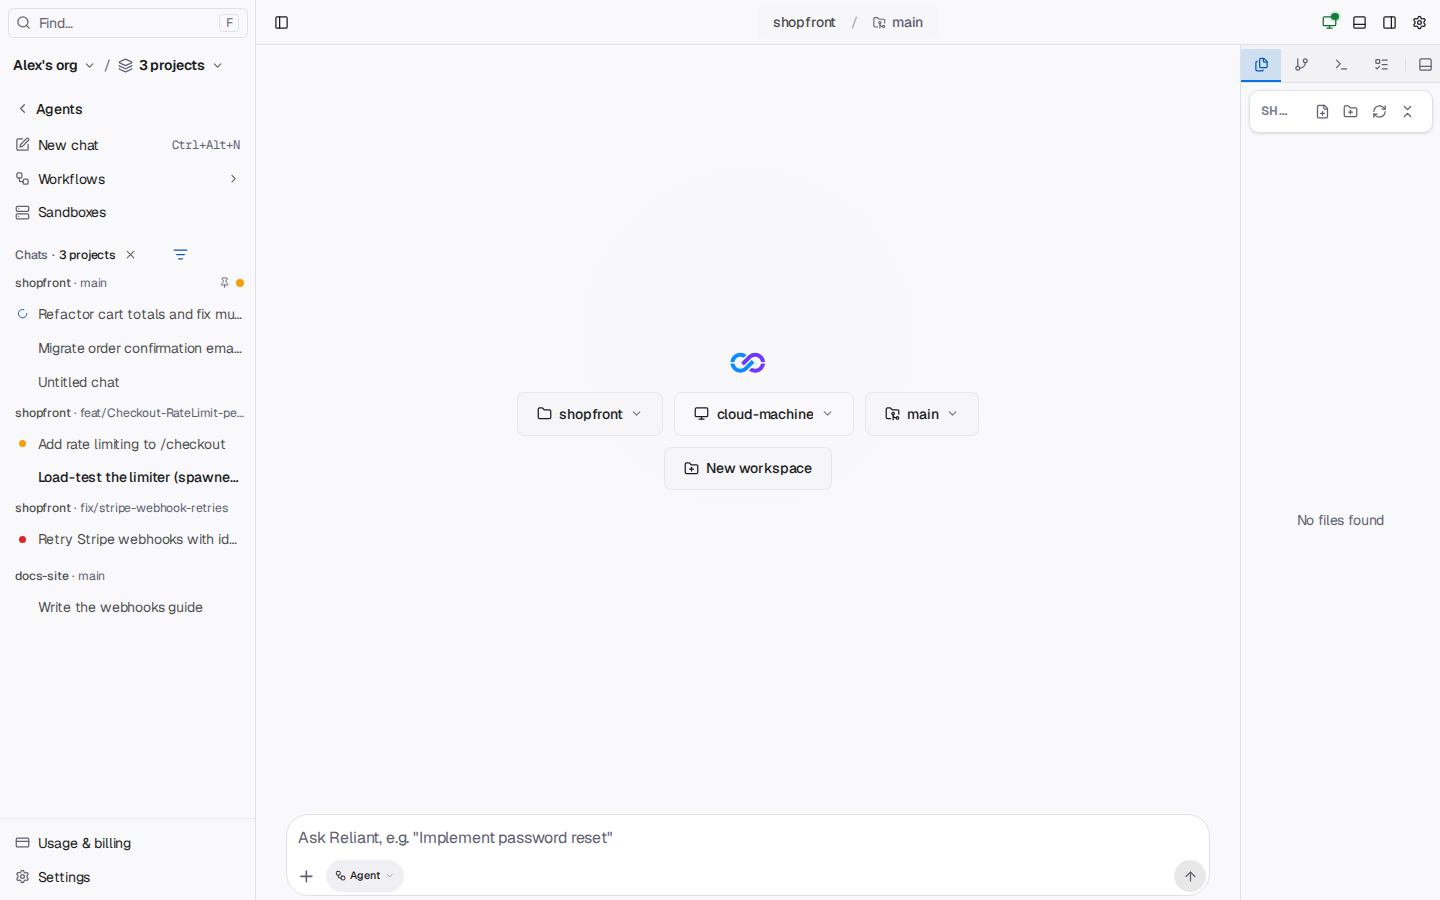 Find...
F
Alex's org / 3 projects
Agents
New chat
Ctrl+Alt+N
Workflows
Sandboxes
Chats · 3 projects
shopfront · main
Refactor cart totals and fix mu...
Migrate order confirmation ema...
Untitled chat
shopfront · feat/Checkout-RateLimit-pe...
Add rate limiting to /checkout
Load-test the limiter (spawne...
shopfront · fix/stripe-webhook-retries
Retry Stripe webhooks with id...
docs-site · main
Write the webhooks guide
Usage & billing
Settings
shopfront / main
shopfront
cloud-machine
main
New workspace
Ask Reliant, e.g. "Implement password reset"
Agent
SH...
No files found